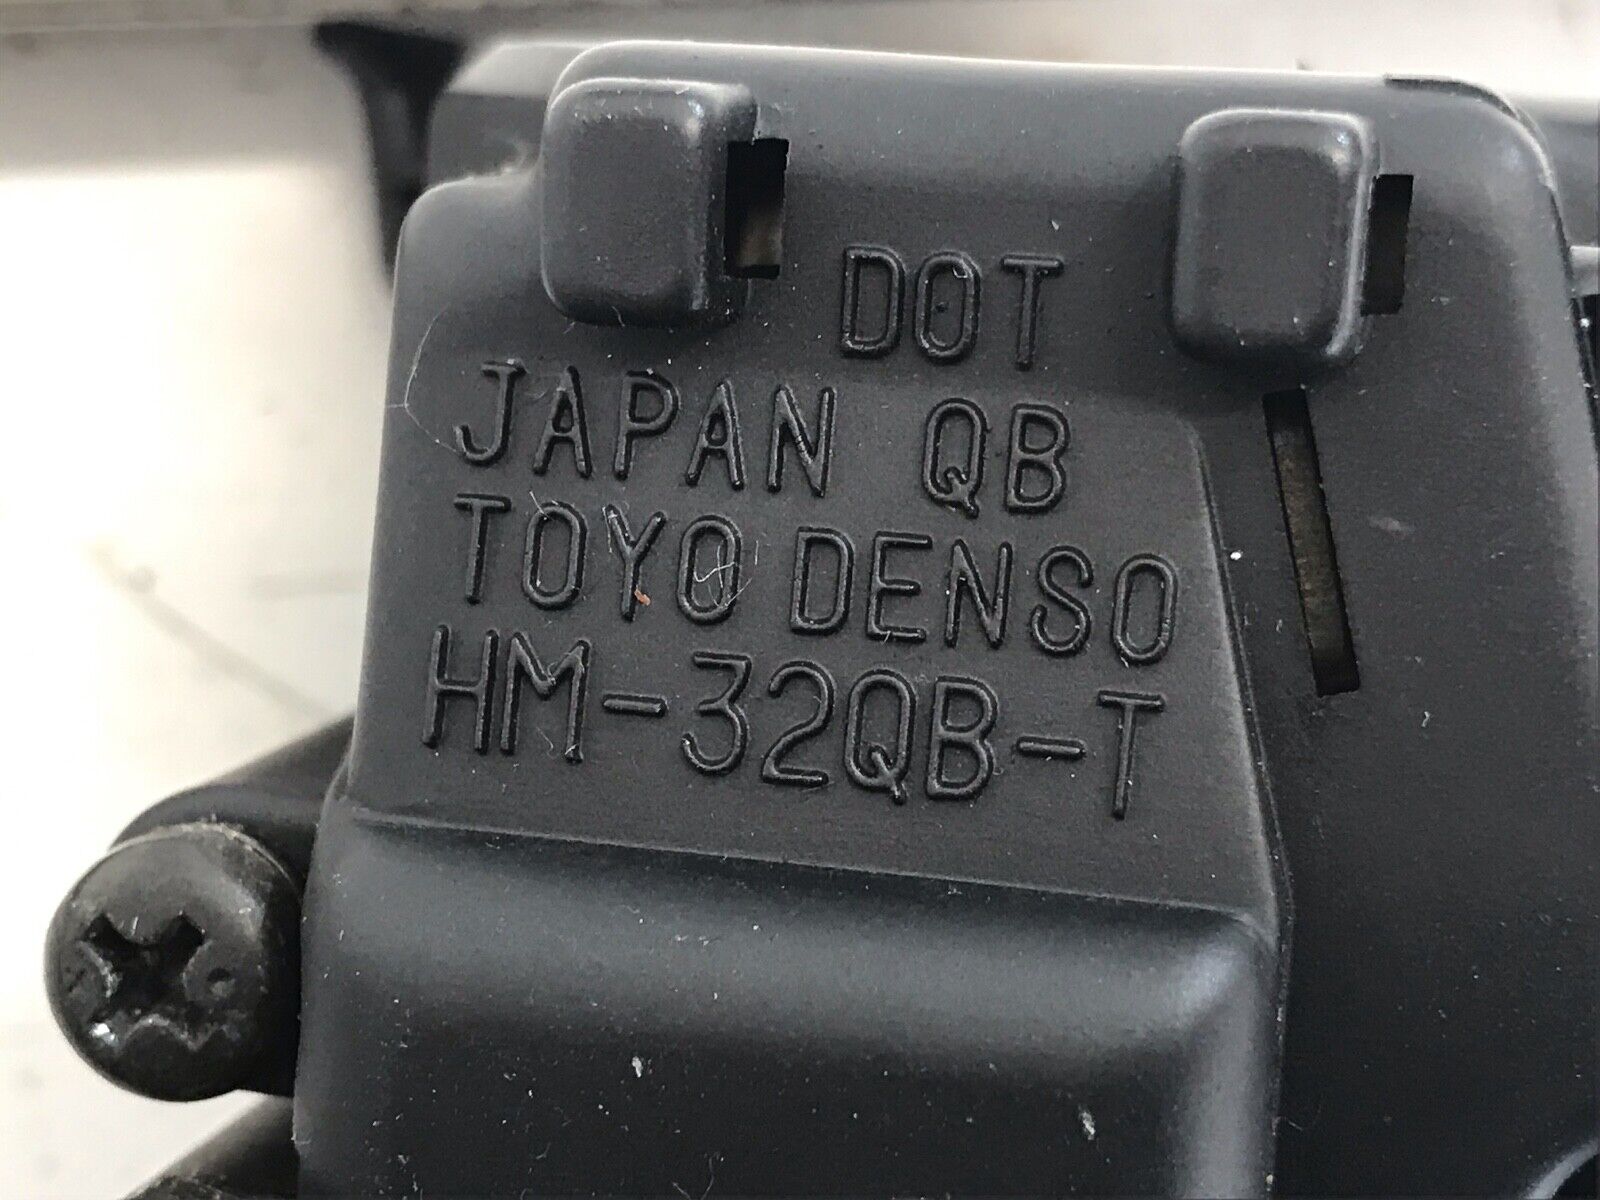 DOT
JAPAN QB
TOYO DENSO
HM-32QB-T